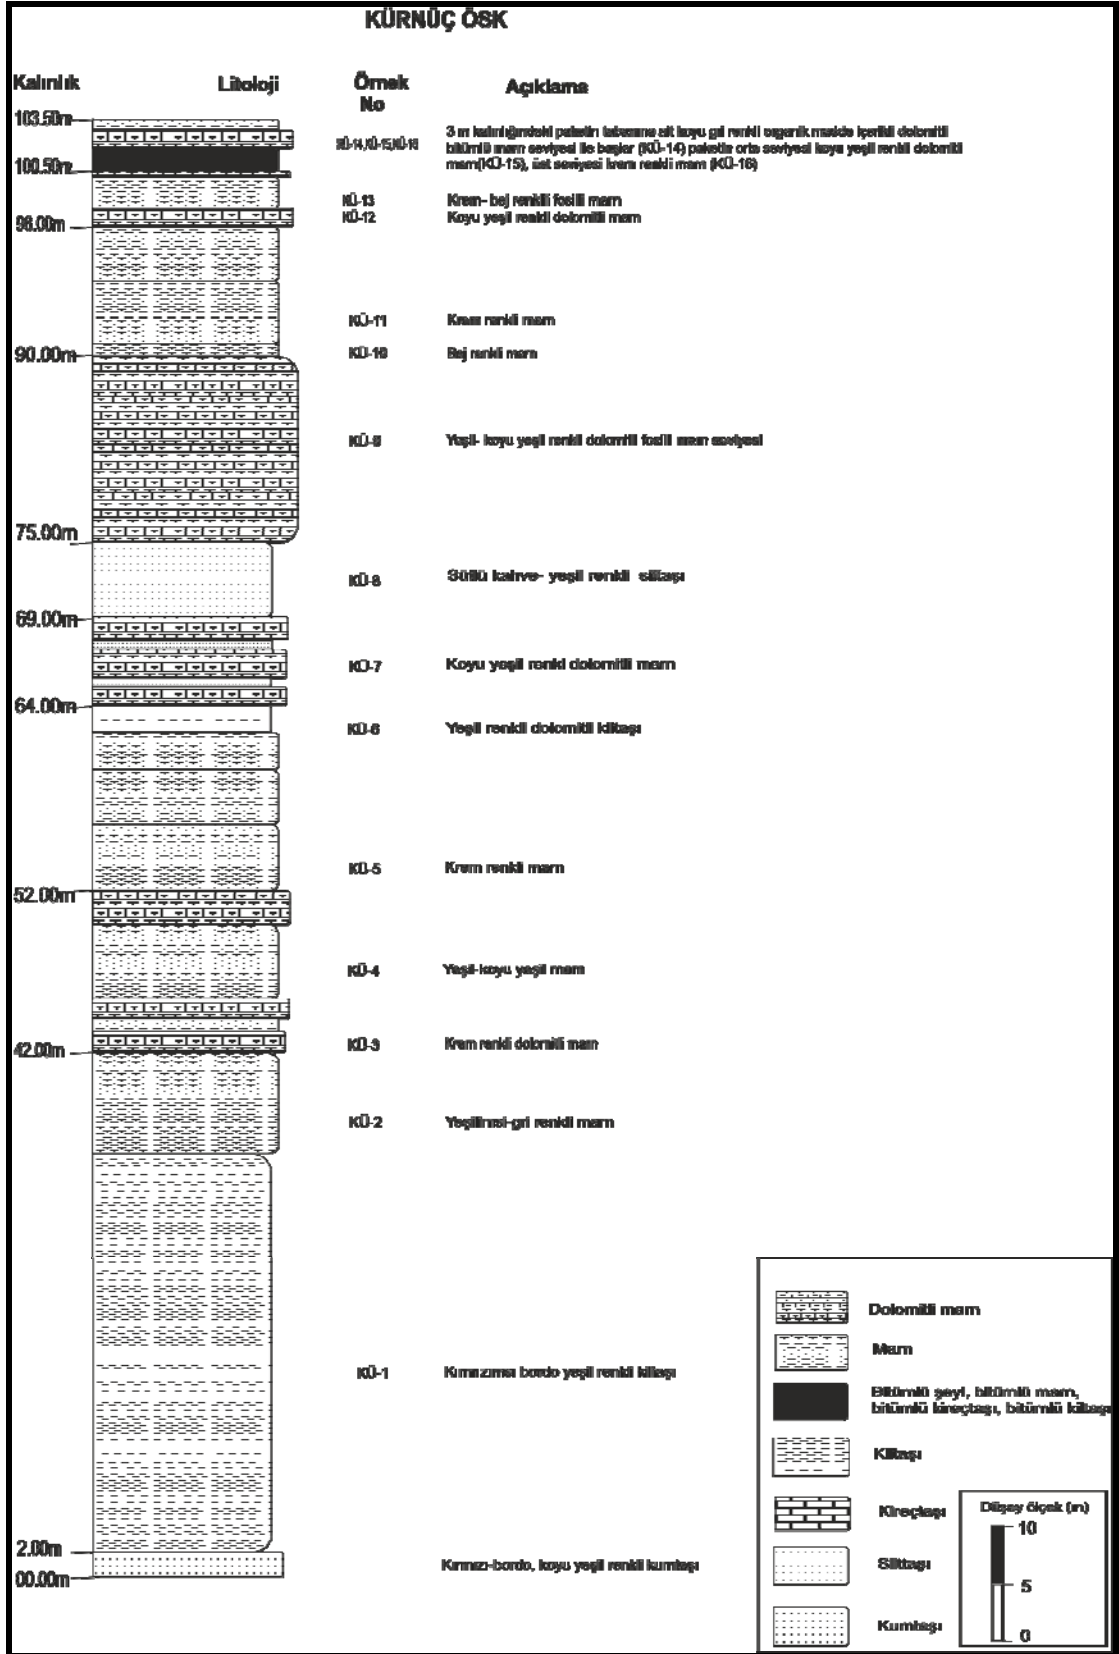 KÜRNÜÇ ÖSK
Kalınlık Litoloji Örnek No Açıklama
103.50m
KÜ-14,KÜ-15,KÜ-16 3 m kalınlığındaki paketin tabanına ait koyu gri renkli organik madde içerikli dolomitli
bitümlü marn seviyesi ile başlar (KÜ-14) paketin orta seviyesi koyu yeşil renkli dolomitli
marn(KÜ-15), üst seviyesi krem renkli marn (KÜ-16)
100.50m
KÜ-13 Krem- bej renkli fosilli marn
KÜ-12 Koyu yeşil renkli dolomitli marn
98.00m
KÜ-11 Krem renkli marn
90.00m
KÜ-10 Bej renkli marn
KÜ-9 Yeşil- koyu yeşil renkli dolomitli fosilli marn seviyesi
75.00m
KÜ-8 Sütlü kahve- yeşil renkli silttaşı
69.00m
KÜ-7 Koyu yeşil renkl dolomitli marn
64.00m
KÜ-6 Yeşil renkli dolomitli kiltaşı
KÜ-5 Krem renkli marn
52.00m
KÜ-4 Yeşil-koyu yeşil marn
KÜ-3 Krem renkli dolomitli marn
42.00m
KÜ-2 Yeşilimsi-gri renkli marn
KÜ-1 Kırmızımsı bordo yeşil renkli kiltaşı
2.00m
Kırmızı-bordo, koyu yeşil renkli kumtaşı
00.00m
Dolomitli marn
Marn
Bitümlü şeyl, bitümlü marn,
bitümlü kireçtaşı, bitümlü kiltaşı
Kiltaşı
Kireçtaşı
Silttaşı
Kumtaşı
Düşey ölçek (m)
10
5
0